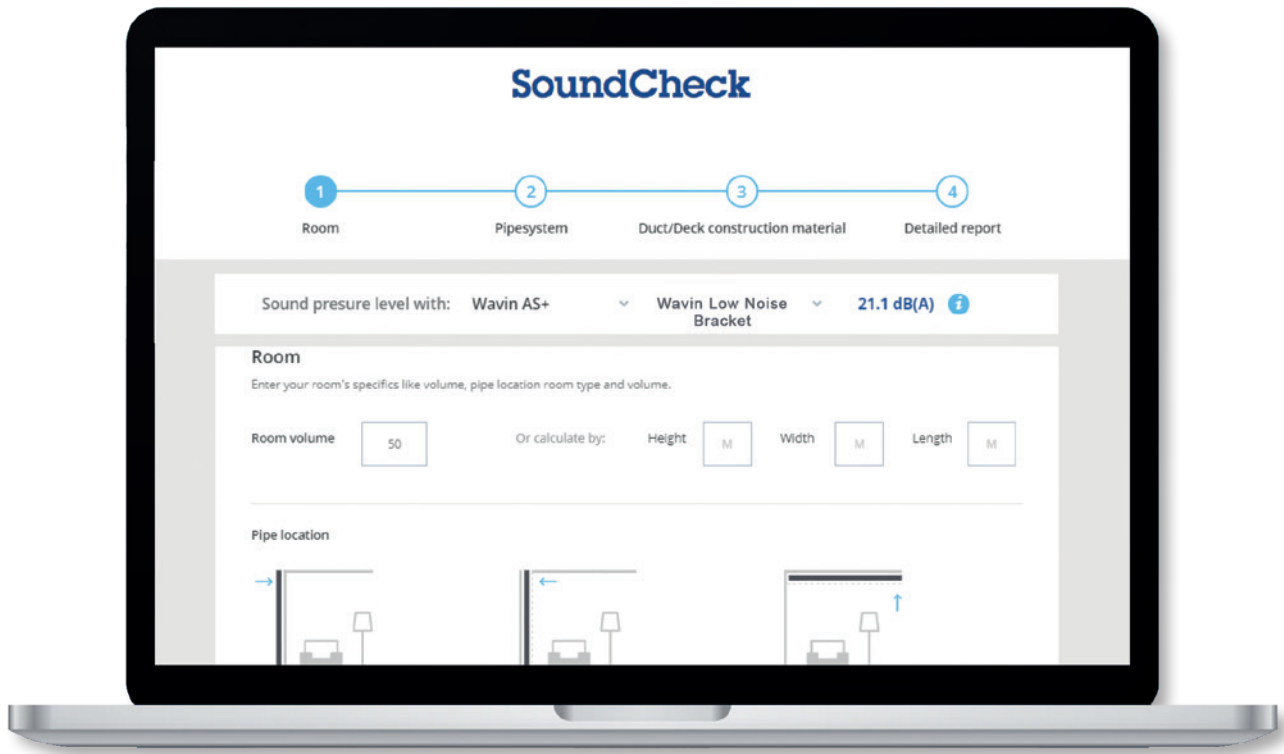 SoundCheck
1 2 3 4
Room Pipesystem Duct/Deck construction material Detailed report
Sound presure level with: Wavin AS+ Wavin Low Noise 21.1 dB(A) i
Bracket
Room
Enter your room's specifics like volume, pipe location room type and volume.
Room volume 50 Or calculate by: Height M Width M Length M
Pipe location